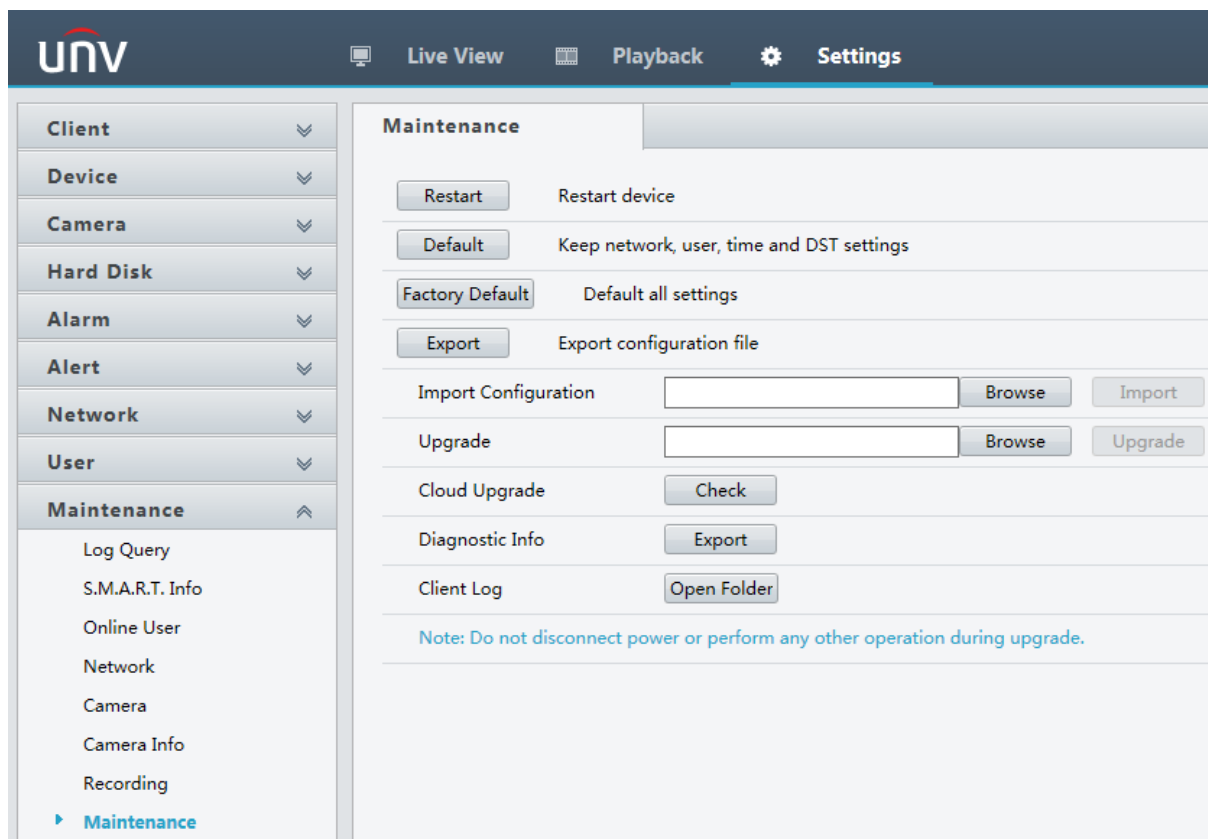 unv
Live View Playback Settings
Client
Device
Camera
Hard Disk
Alarm
Alert
Network
User
Maintenance
Log Query
S.M.A.R.T. Info
Online User
Network
Camera
Camera Info
Recording
Maintenance
Maintenance
Restart Restart device
Default Keep network, user, time and DST settings
Factory Default Default all settings
Export Export configuration file
Import Configuration Browse Import
Upgrade Browse Upgrade
Cloud Upgrade Check
Diagnostic Info Export
Client Log Open Folder
Note: Do not disconnect power or perform any other operation during upgrade.